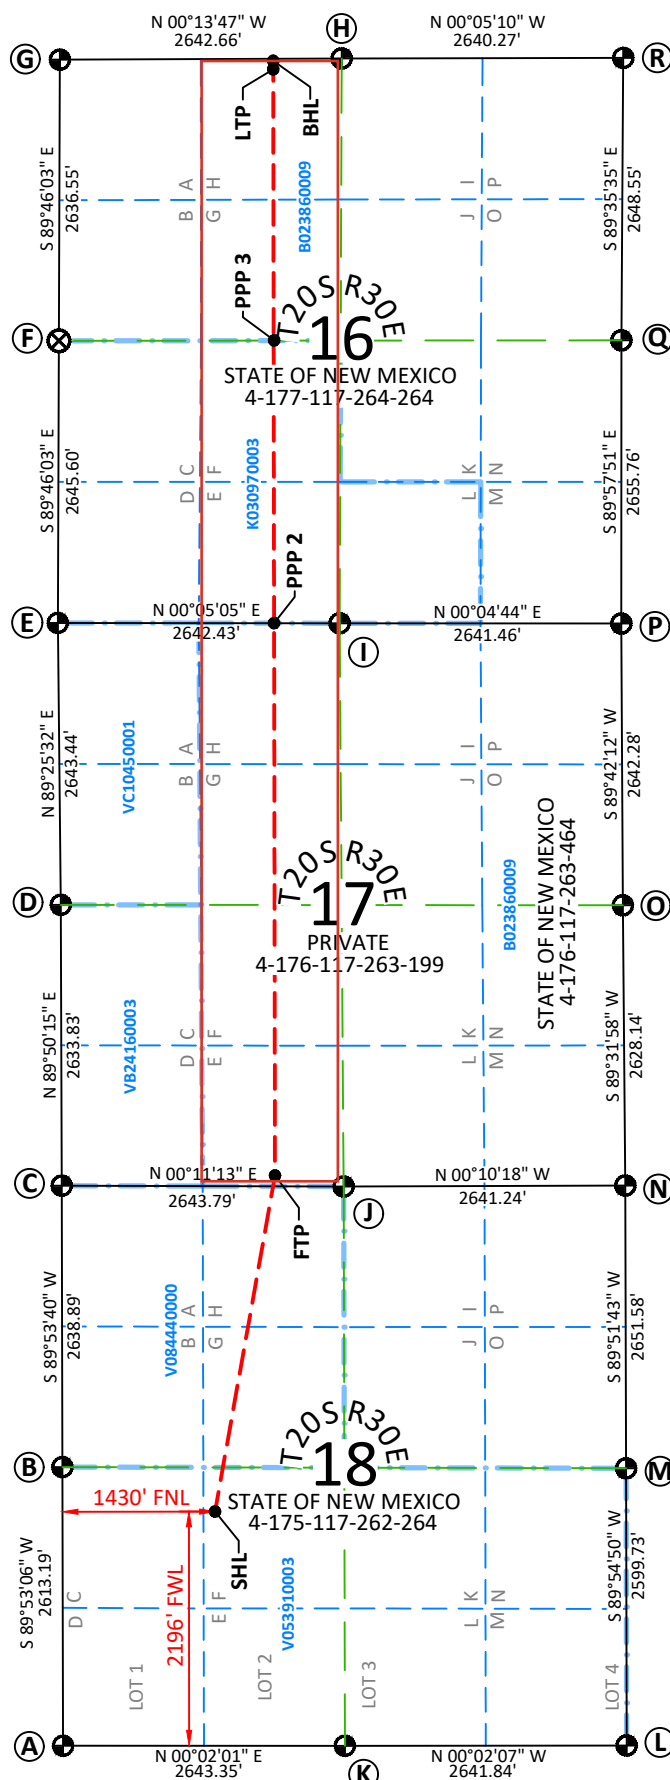 N 00°13'47" W
2642.66'
N 00°05'10" W
2640.27'
G
H
R
LTP
BHL
S 89°46'03" E
2636.55'
A
H
B
G
B023860009
I
P
J
O
S 89°35'35" E
2648.55'
PPP 3
F
T20S R30E
16
Q
STATE OF NEW MEXICO
4-177-117-264-264
S 89°46'03" E
2645.60'
C
F
D
E
K030970003
K
N
L
M
S 89°57'51" E
2655.76'
PPP 2
E
N 00°05'05" E
2642.43'
N 00°04'44" E
2641.46'
P
I
N 89°25'32" E
2643.44'
VC10450001
A
H
B
G
I
P
J
O
S 89°42'12" W
2642.28'
D
T20S R30E
17
O
PRIVATE
4-176-117-263-199
B023860009
STATE OF NEW MEXICO
4-176-117-263-464
N 89°50'15" E
2633.83'
VB24160003
C
F
D
E
K
N
L
M
S 89°31'58" W
2628.14'
C
N 00°11'13" E
2643.79'
N 00°10'18" W
2641.24'
N
J
FTP
S 89°53'40" W
2638.89'
V084440000
A
H
B
G
I
P
J
O
S 89°51'43" W
2651.58'
B
T20S R30E
18
M
1430' FNL
STATE OF NEW MEXICO
4-175-117-262-264
SHL
S 89°53'06" W
2613.19'
D
C
2196' FWL
E
F
V053910003
K
N
L
M
S 89°54'50" W
2599.73'
LOT 1
LOT 2
LOT 3
LOT 4
A
N 00°02'01" E
2643.35'
K
N 00°02'07" W
2641.84'
L